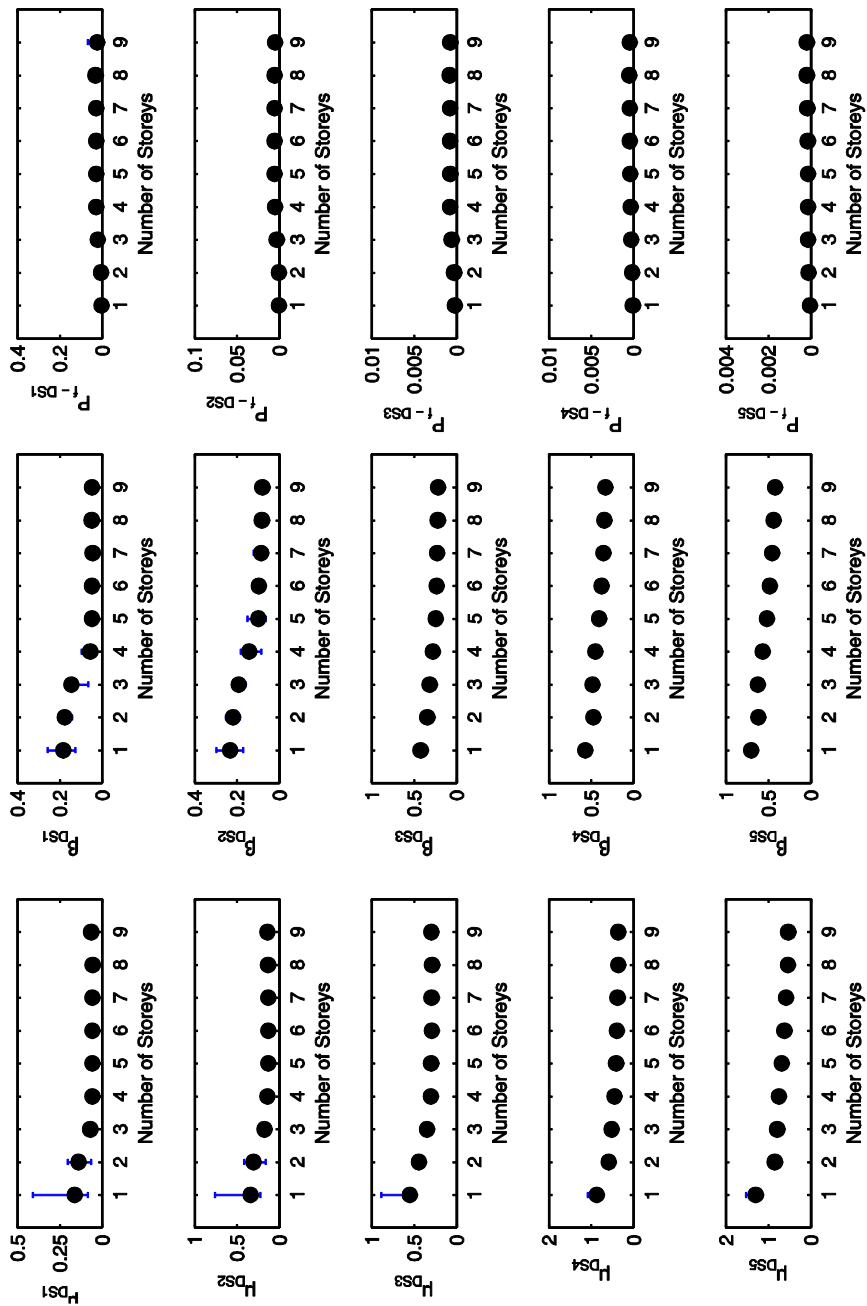 μDS1
0.5
0.25
0
1 2 3 4 5 6 7 8 9
Number of Storeys
βDS1
0.4
0.2
0
1 2 3 4 5 6 7 8 9
Number of Storeys
Pf − DS1
0.4
0.2
0
1 2 3 4 5 6 7 8 9
Number of Storeys
μDS2
1
0.5
0
1 2 3 4 5 6 7 8 9
Number of Storeys
βDS2
0.4
0.2
0
1 2 3 4 5 6 7 8 9
Number of Storeys
Pf − DS2
0.1
0.05
0
1 2 3 4 5 6 7 8 9
Number of Storeys
μDS3
1
0.5
0
1 2 3 4 5 6 7 8 9
Number of Storeys
βDS3
1
0.5
0
1 2 3 4 5 6 7 8 9
Number of Storeys
Pf − DS3
0.01
0.005
0
1 2 3 4 5 6 7 8 9
Number of Storeys
μDS4
2
1
0
1 2 3 4 5 6 7 8 9
Number of Storeys
βDS4
1
0.5
0
1 2 3 4 5 6 7 8 9
Number of Storeys
Pf − DS4
0.01
0.005
0
1 2 3 4 5 6 7 8 9
Number of Storeys
μDS5
2
1
0
1 2 3 4 5 6 7 8 9
Number of Storeys
βDS5
1
0.5
0
1 2 3 4 5 6 7 8 9
Number of Storeys
Pf − DS5
0.004
0.002
0
1 2 3 4 5 6 7 8 9
Number of Storeys